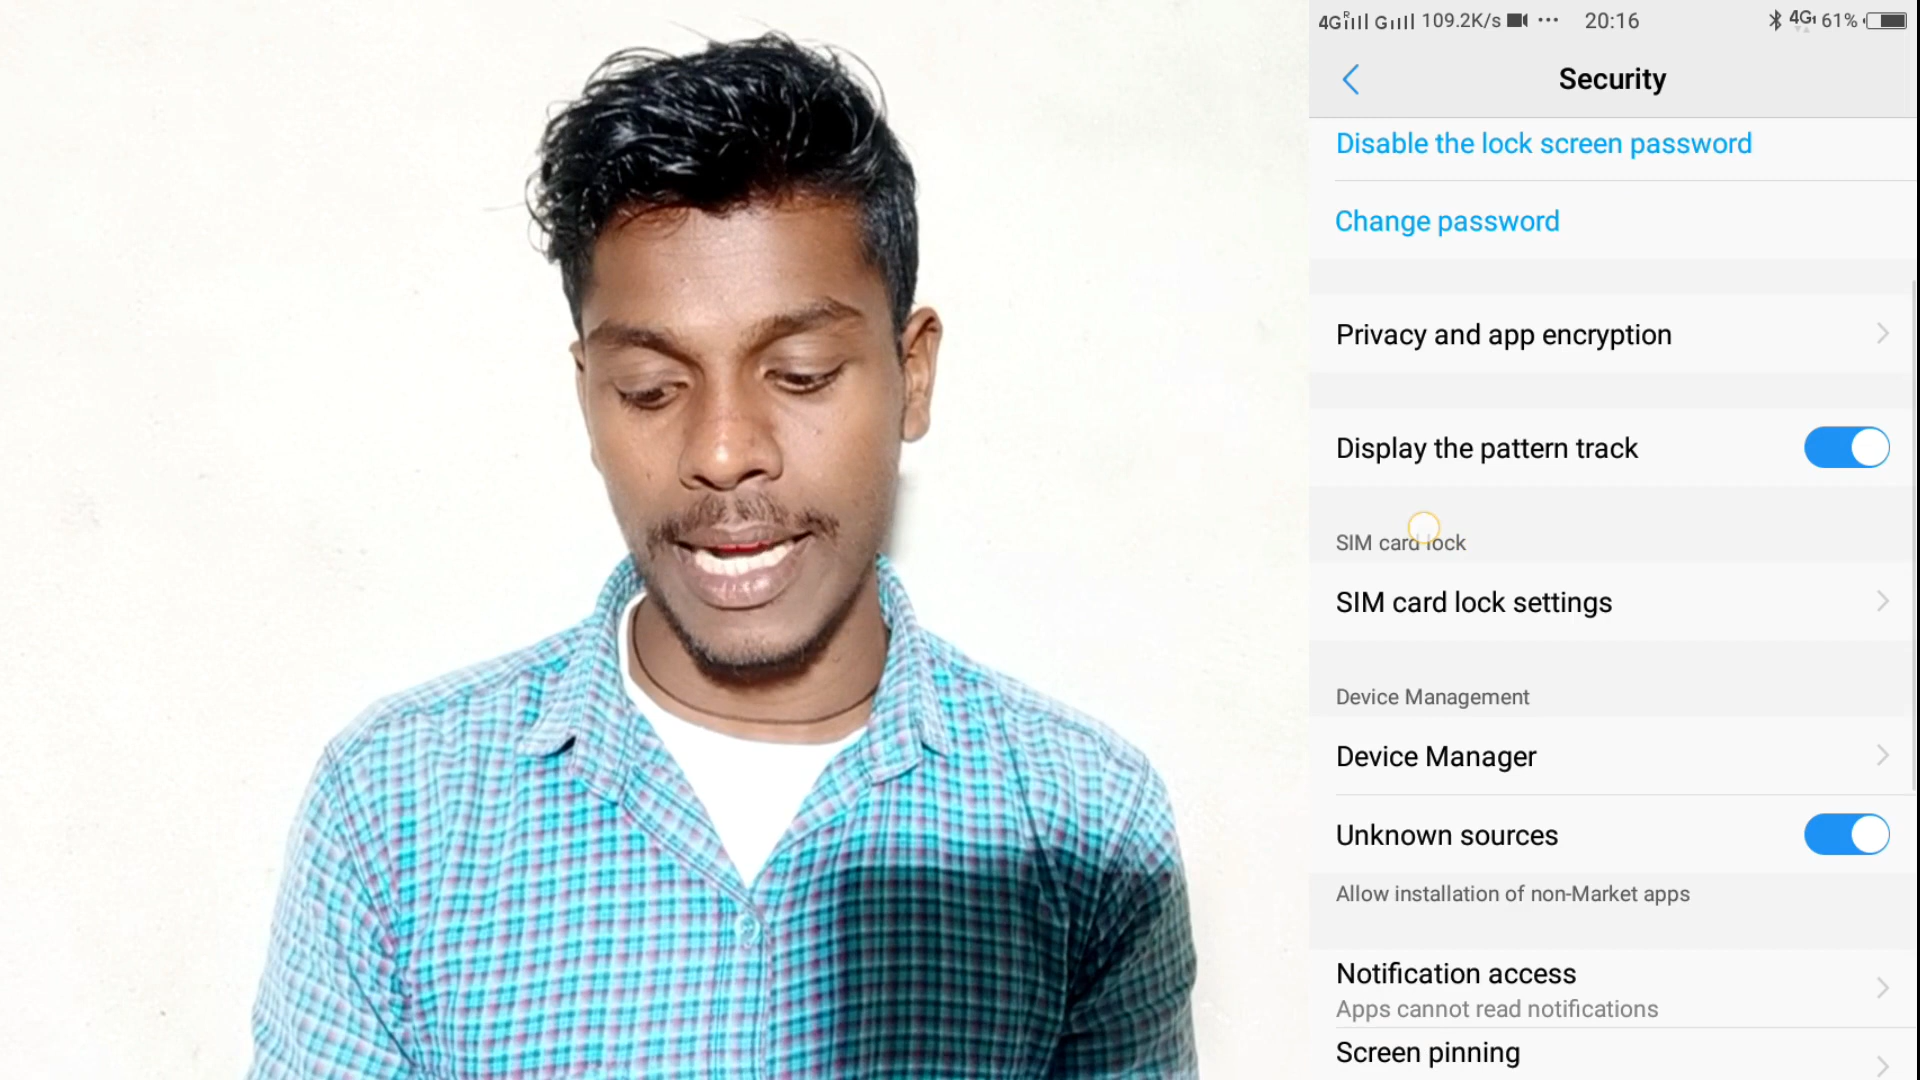 4G R G 109.2K/s ... 20:16 4G 61%
Security
Disable the lock screen password
Change password
Privacy and app encryption
Display the pattern track
SIM card lock
SIM card lock settings
Device Management
Device Manager
Unknown sources
Allow installation of non-Market apps
Notification access
Apps cannot read notifications
Screen pinning